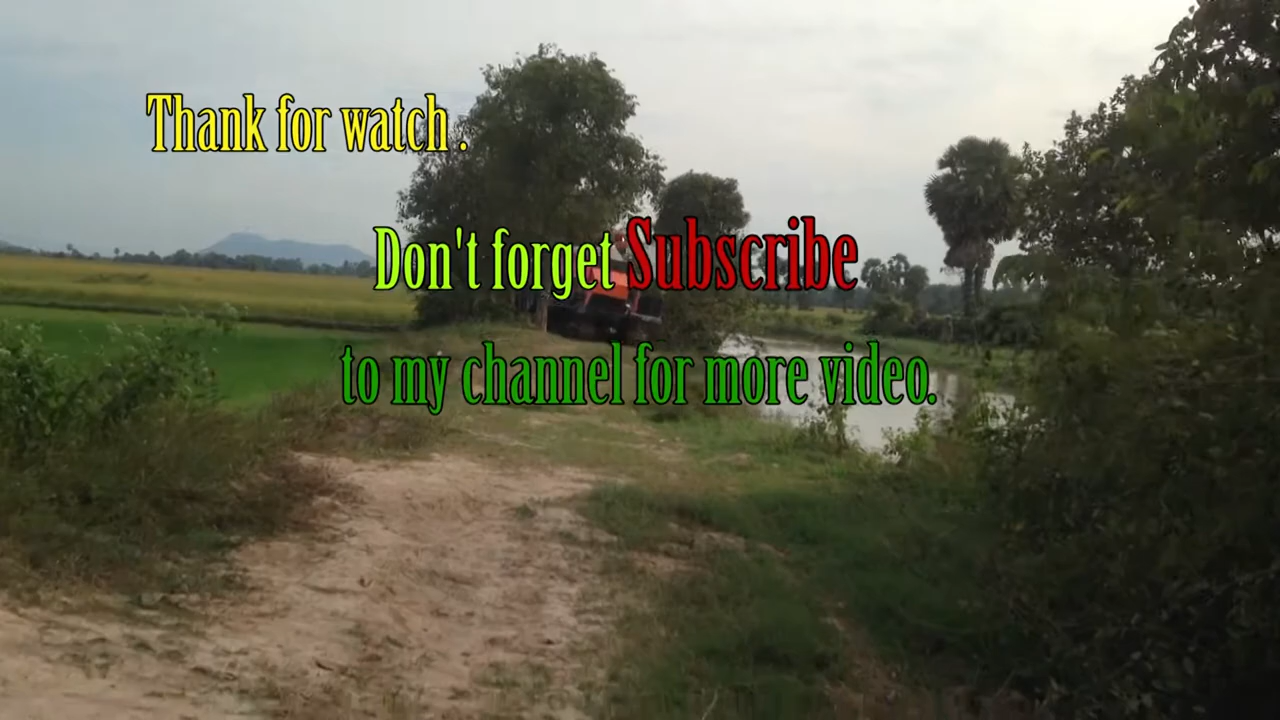 Thank for watch .
Don't forget Subscribe
to my channel for more video.